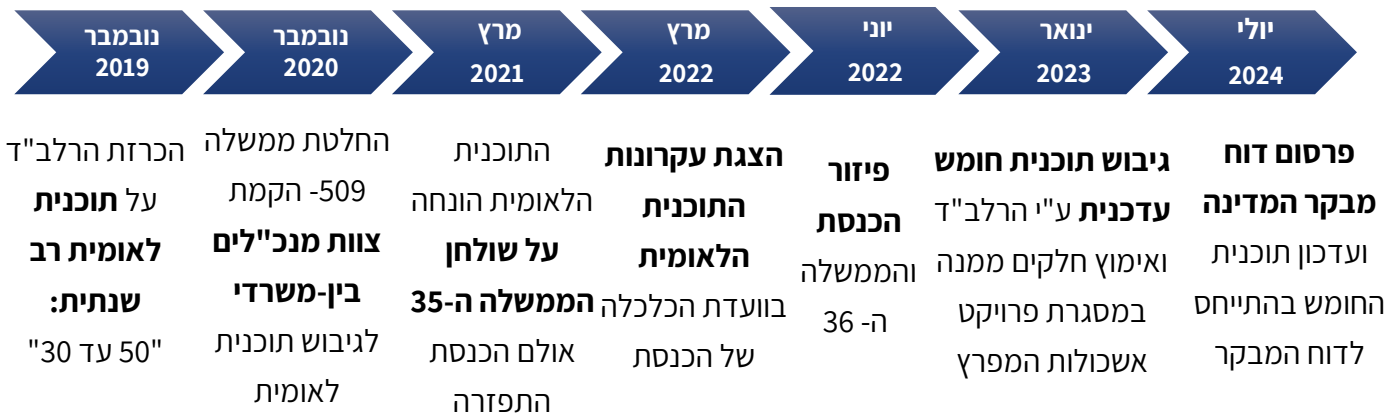 נובמבר
2019
נובמבר
2020
מרץ
2021
מרץ
2022
יוני
2022
ינואר
2023
יולי
2024
הכרזת הרלב"ד
על תוכנית
לאומית רב
שנתית:
"50 עד 30"
החלטת ממשלה
509- הקמת
צוות מנכ"לים
בין-משרדי
לגיבוש תוכנית
לאומית
התוכנית
הלאומית הונחה
על שולחן
הממשלה ה-35
אולם הכנסת
התפזרה
הצגת עקרונות
התוכנית
הלאומית
בוועדת הכלכלה
של הכנסת
פיזור
הכנסת
והממשלה
ה- 36
גיבוש תוכנית חומש
עדכנית ע"י הרלב"ד
ואימוץ חלקים ממנה
במסגרת פרויקט
אשכולות המפרץ
פרסום דוח
מבקר המדינה
ועדכון תוכנית
החומש בהתייחס
לדוח המבקר